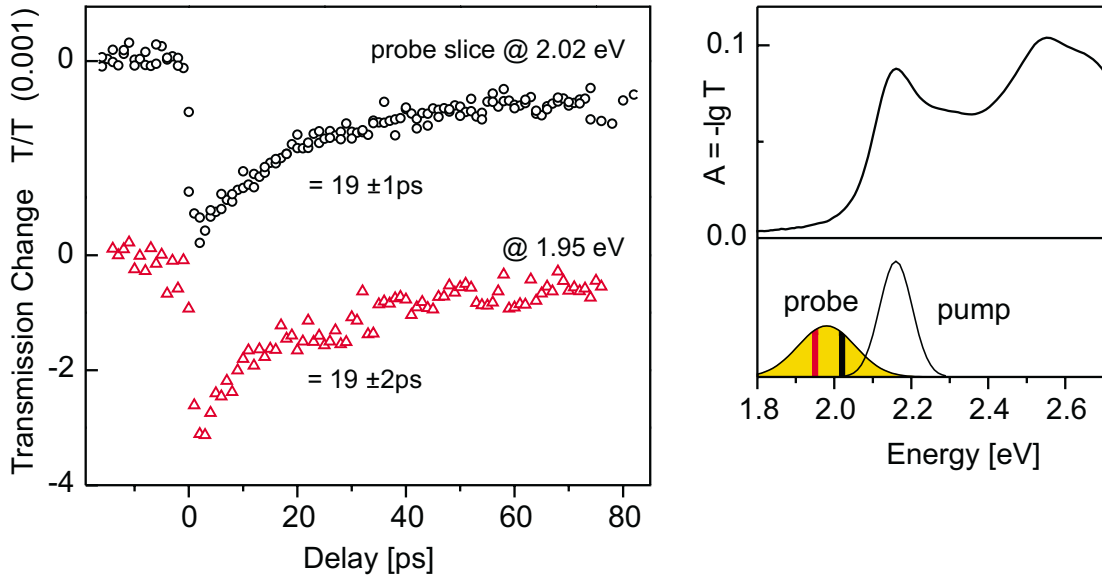 Transmission Change T/T (0.001)
0
probe slice @ 2.02 eV
= 19 ±1ps
0
@ 1.95 eV
-2
= 19 ±2ps
-4
0
20
40
60
80
Delay [ps]
A = -lg T
0.1
0.0
probe
pump
1.8
2.0
2.2
2.4
2.6
Energy [eV]